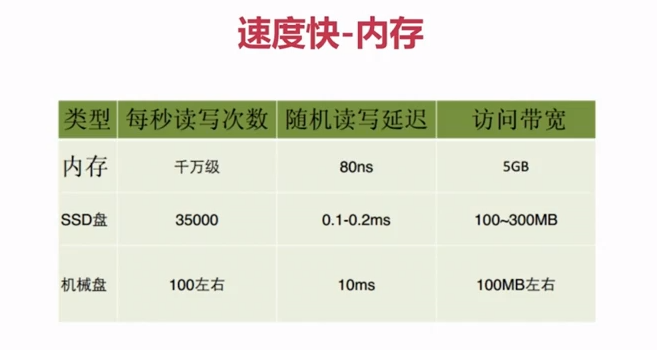 速度快-内存
类型 每秒读写次数 随机读写延迟 访问带宽
内存 千万级 80ns 5GB
SSD盘 35000 0.1-0.2ms 100~300MB
机械盘 100左右 10ms 100MB左右